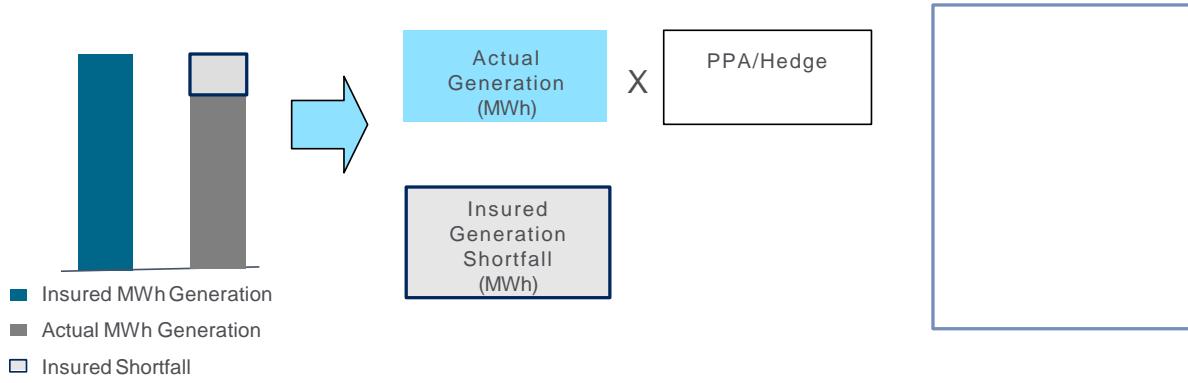 Actual
Generation
(MWh)
X
PPA/Hedge
Insured
Generation
Shortfall
(MWh)
Insured MWh Generation
Actual MWh Generation
Insured Shortfall